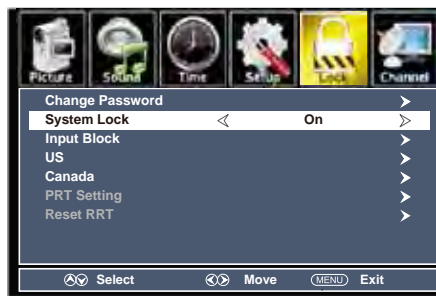 Picture Sound Time Setup Lock Channel
Change Password
System Lock On
Input Block
US
Canada
PRT Setting
Reset RRT
Select Move MENU Exit